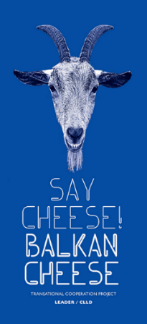 SAY
CHEESE!
BALKAN
CHEESE
TRANSNATIONAL COOPERATION PROJECT
LEADER / CLLD